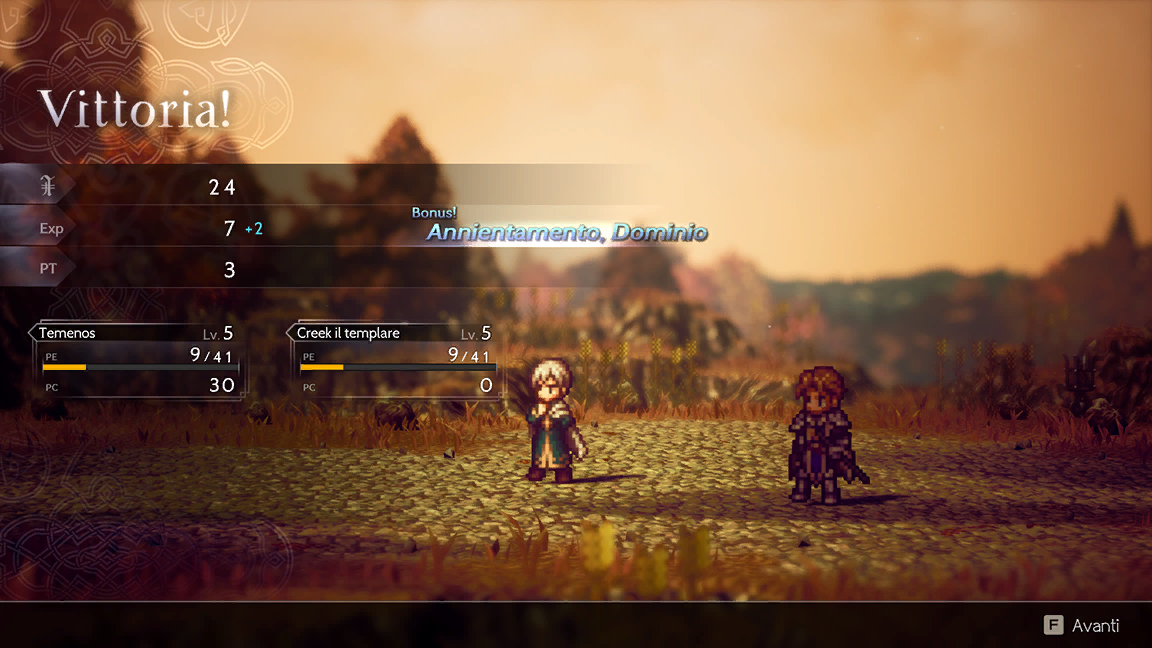 Vittoria!
24
Exp 7 +2
Bonus!
Annientamento, Dominio
PT 3
Temenos Lv. 5
PE 9/41
PC 30
Creek il templare Lv. 5
PE 9/41
PC 0
F Avanti